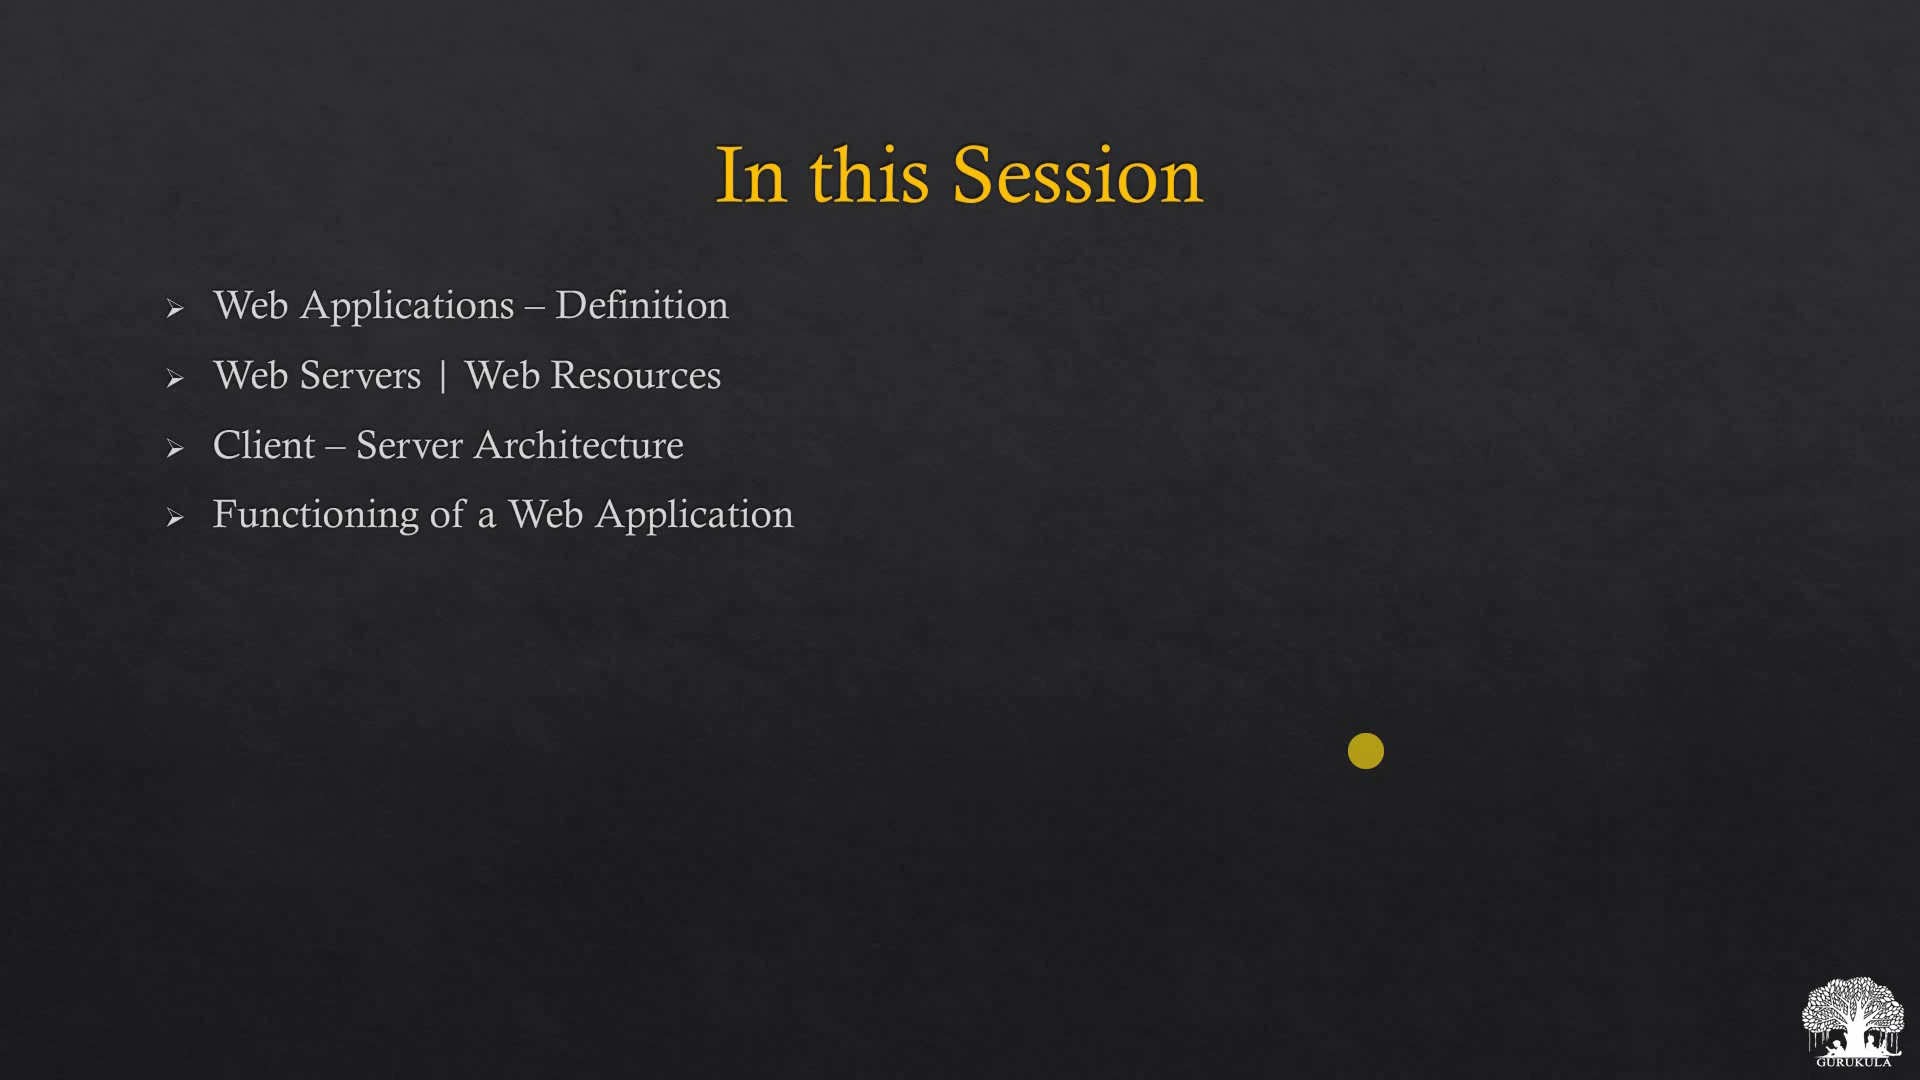 In this Session
Web Applications – Definition
Web Servers | Web Resources
Client – Server Architecture
Functioning of a Web Application
GURUKULA